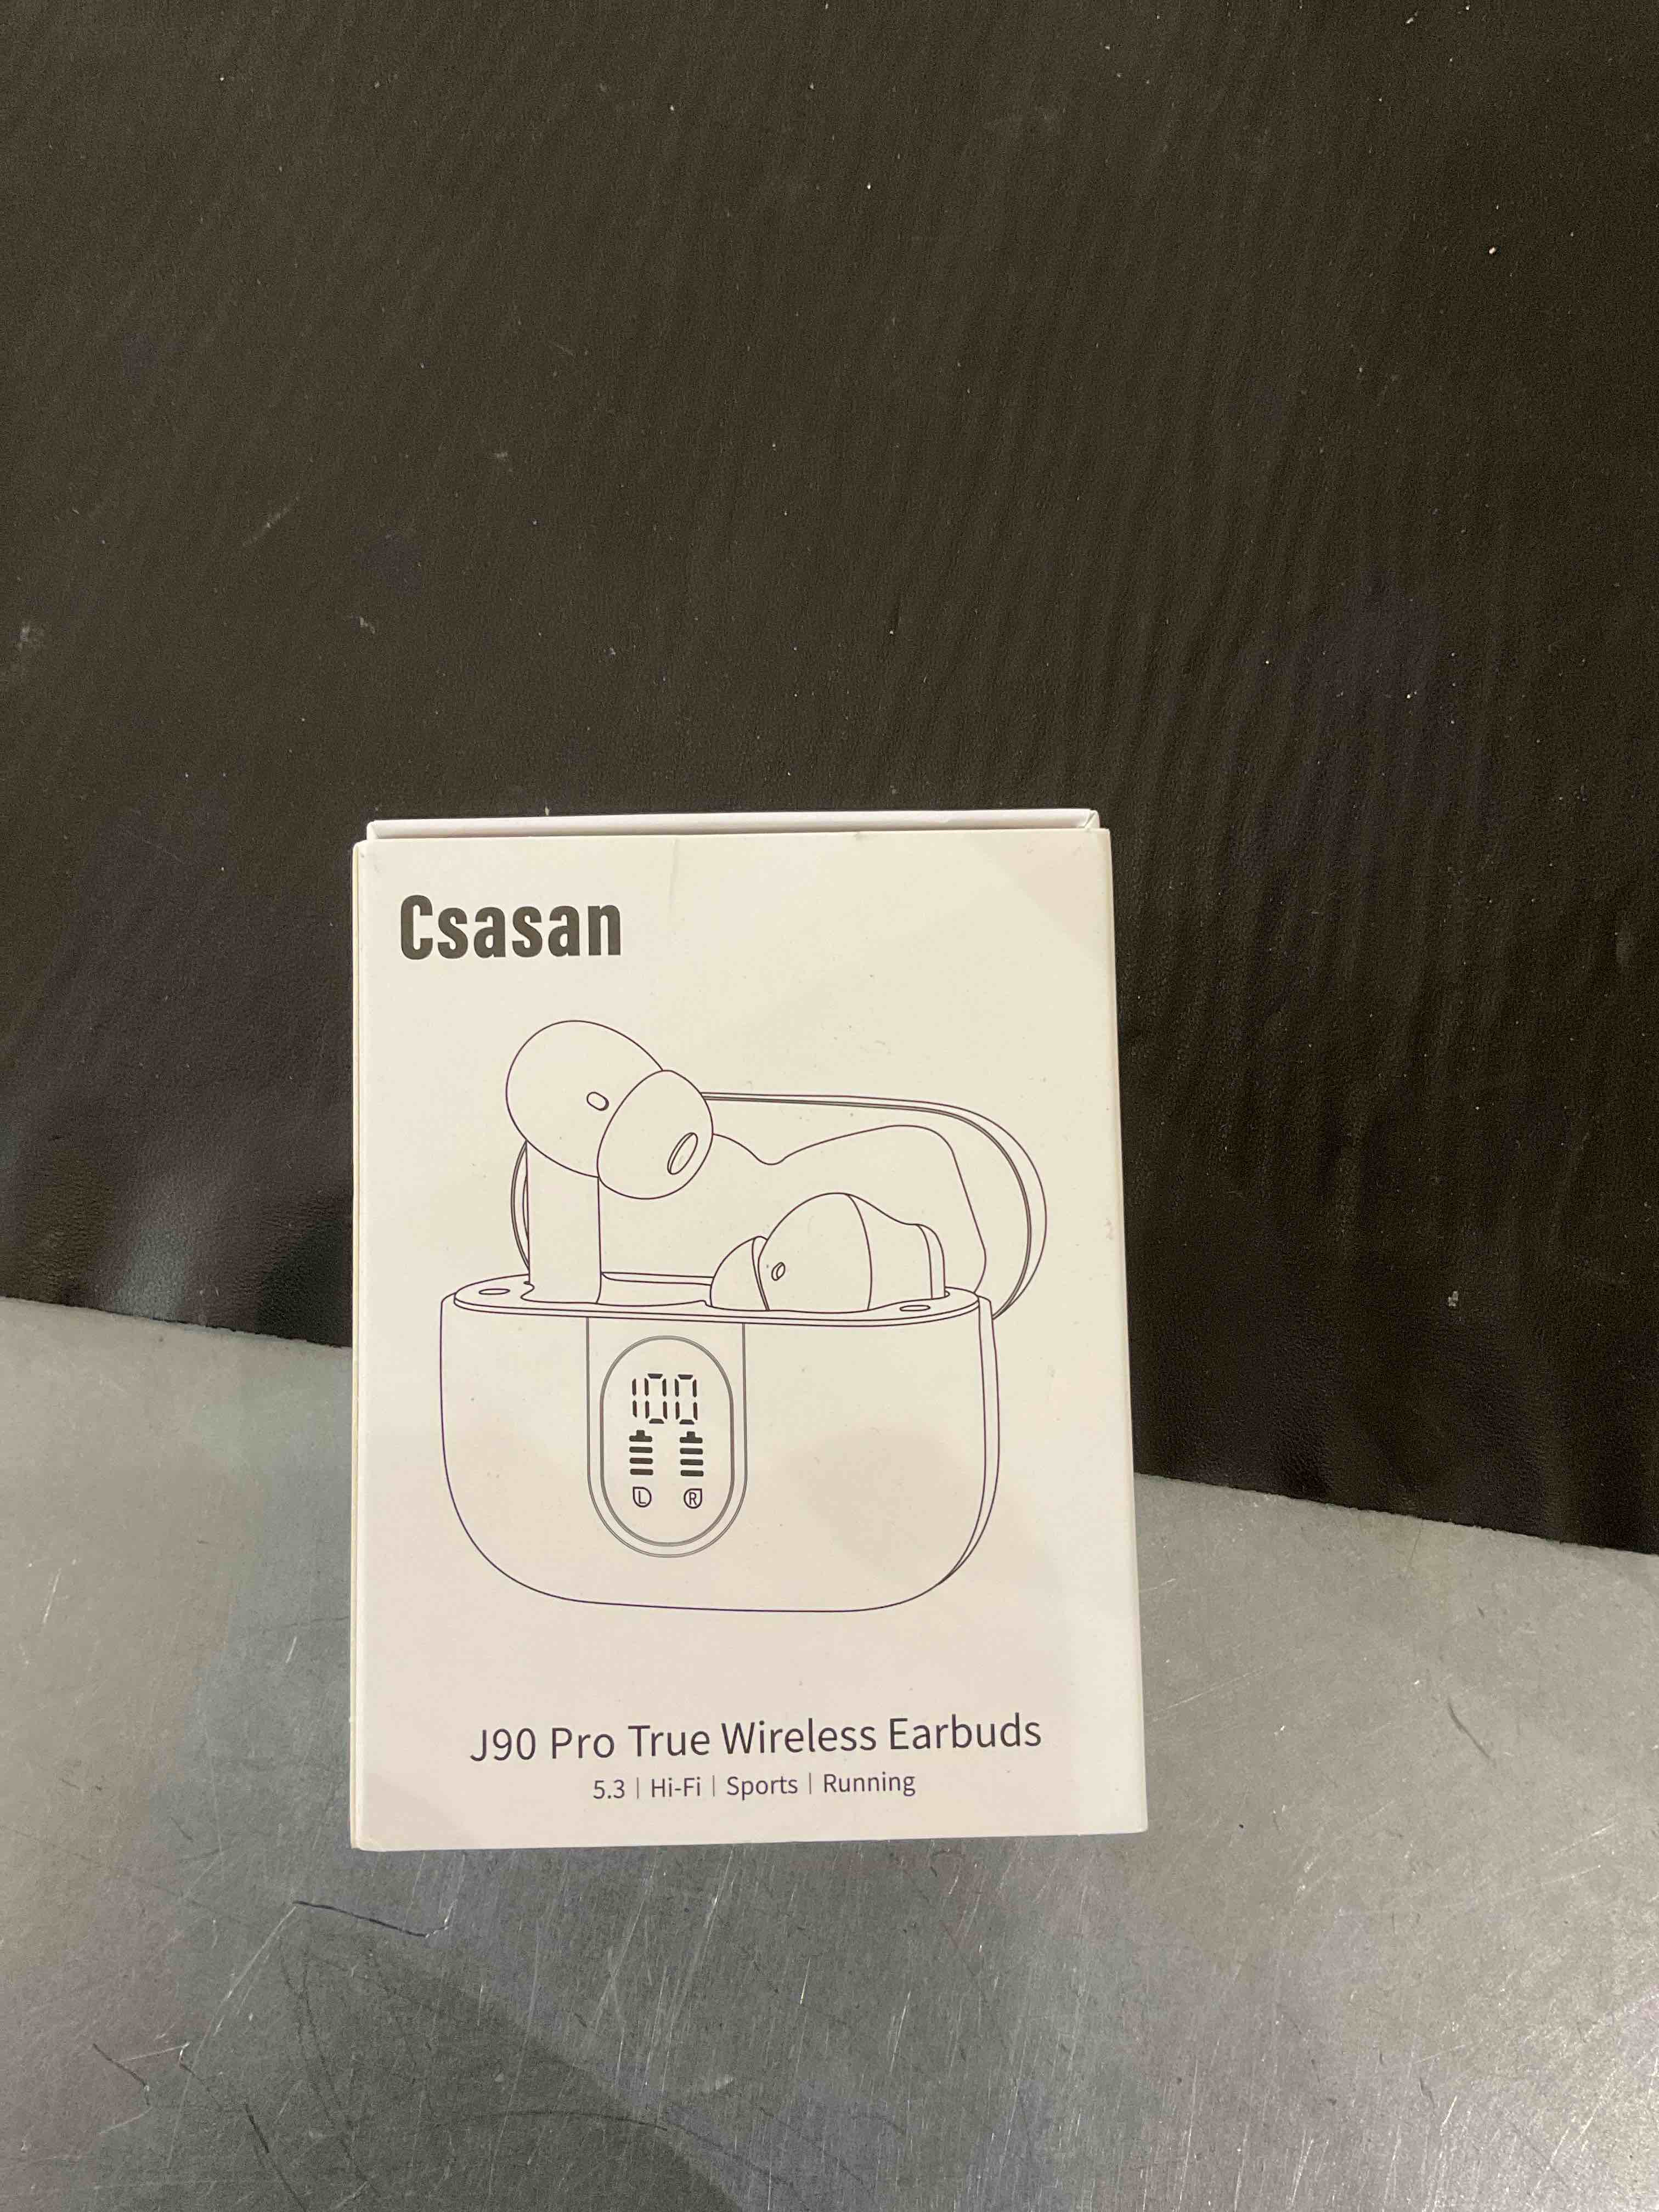 Csasan
100
L R
J90 Pro True Wireless Earbuds
5.3 | Hi-Fi | Sports | Running